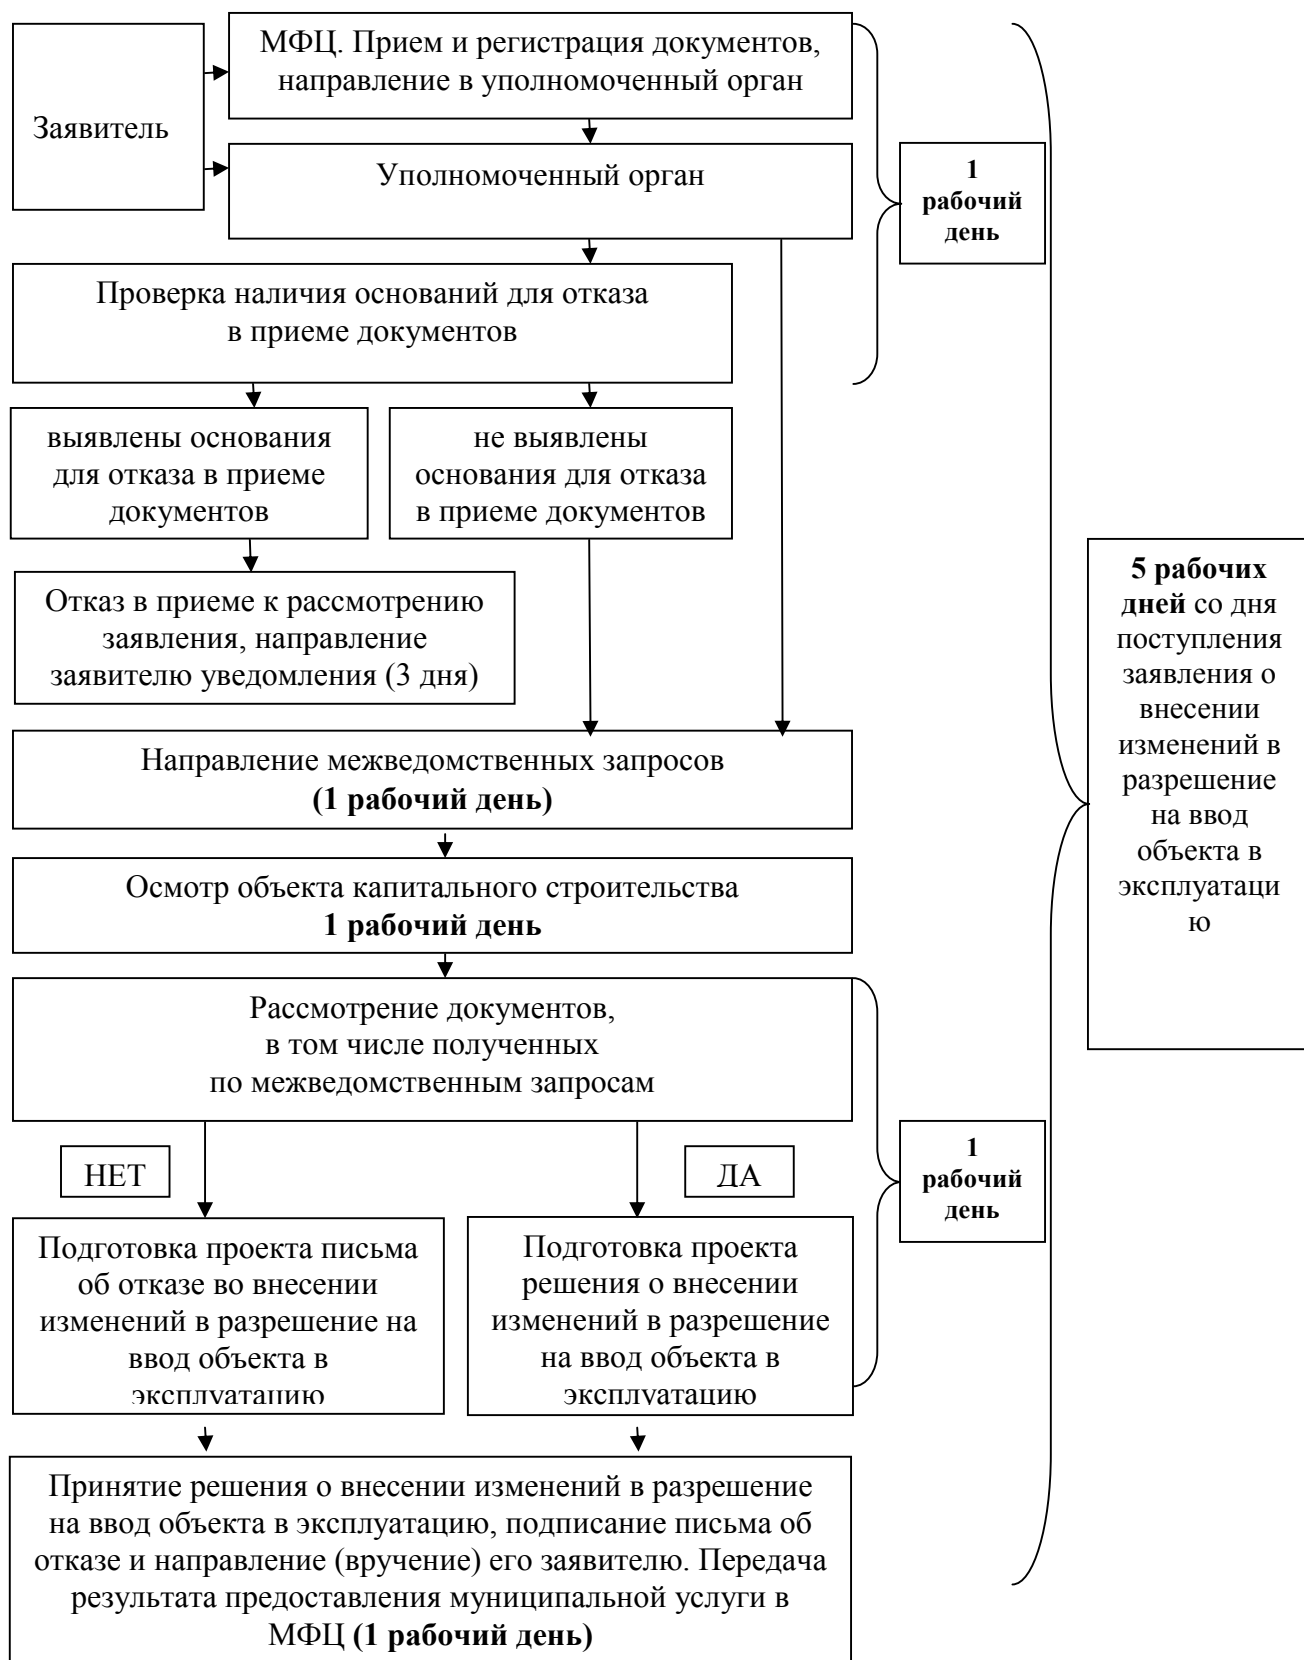 МФЦ. Прием и регистрация документов,
направление в уполномоченный орган
Заявитель
Уполномоченный орган
1
рабочий
день
Проверка наличия оснований для отказа
в приеме документов
выявлены основания
для отказа в приеме
документов
не выявлены
основания для отказа
в приеме документов
Отказ в приеме к рассмотрению
заявления, направление
заявителю уведомления (3 дня)
5 рабочих
дней со дня
поступления
заявления о
внесении
изменений в
разрешение
на ввод
объекта в
эксплуатаци
ю
Направление межведомственных запросов
(1 рабочий день)
Осмотр объекта капитального строительства
1 рабочий день
Рассмотрение документов,
в том числе полученных
по межведомственным запросам
НЕТ
ДА
1
рабочий
день
Подготовка проекта письма
об отказе во внесении
изменений в разрешение на
ввод объекта в
эксплуатацию
Подготовка проекта
решения о внесении
изменений в разрешение
на ввод объекта в
эксплуатацию
Принятие решения о внесении изменений в разрешение
на ввод объекта в эксплуатацию, подписание письма об
отказе и направление (вручение) его заявителю. Передача
результата предоставления муниципальной услуги в
МФЦ (1 рабочий день)